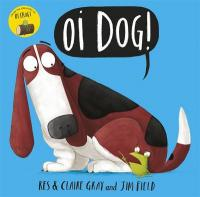 OI DOG!
KES & CLAIRE GRAY and JIM FIELD